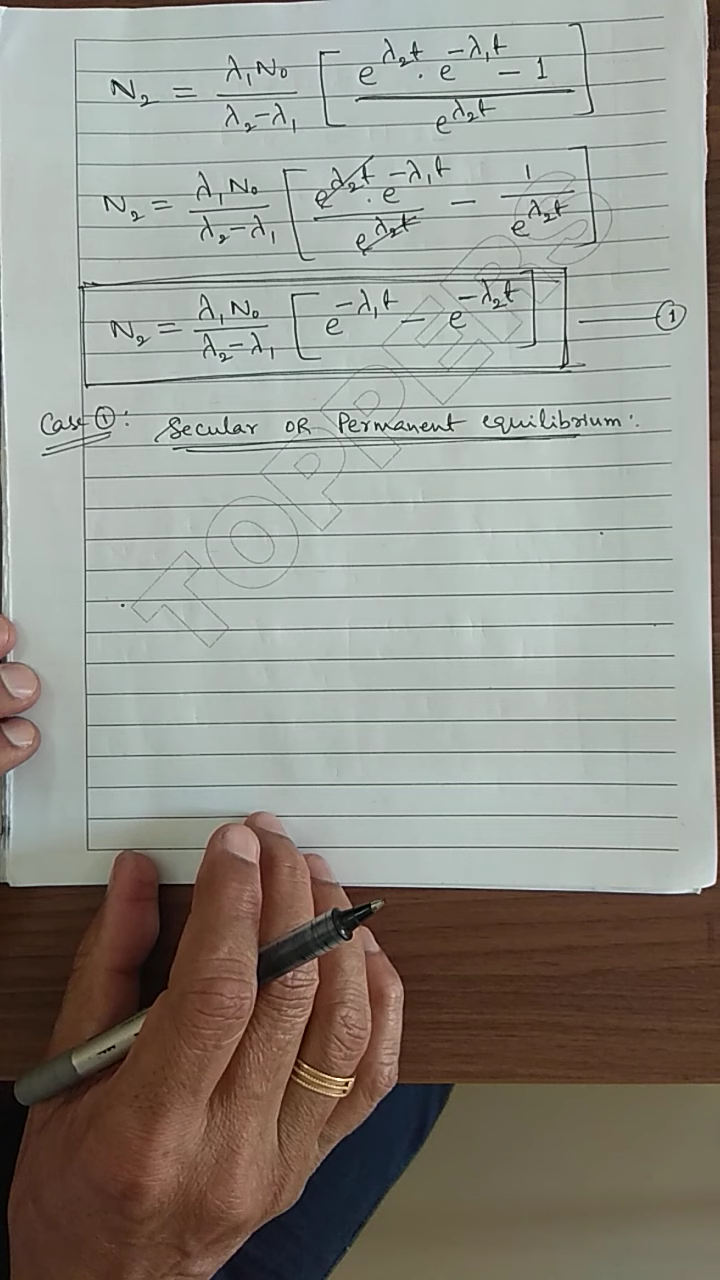 N₂ = λ₁N₀ / λ₂-λ₁ [ e^λ₂t . e^-λ₁t - 1 / e^λ₂t ]
N₂ = λ₁N₀ / λ₂-λ₁ [ e^λ₂t . e^-λ₁t / e^λ₂t - 1 / e^λ₂t ]
N₂ = λ₁N₀ / λ₂-λ₁ [ e^-λ₁t - e^-λ₂t ] — ①
Case ①: Secular OR Permanent equilibrium:
TOPPERS